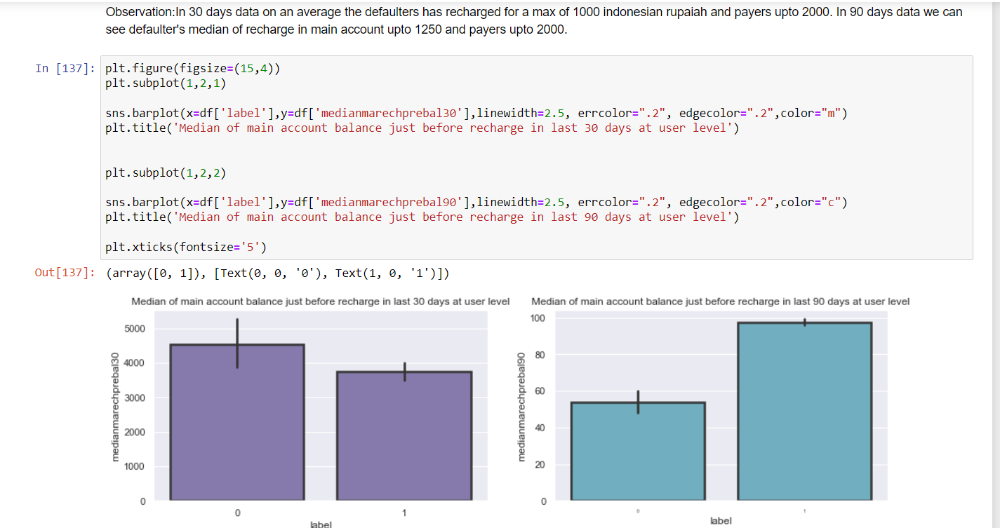 Observation:In 30 days data on an average the defaulters has recharged for a max of 1000 indonesian rupaiah and payers upto 2000. In 90 days data we can
see defaulter's median of recharge in main account upto 1250 and payers upto 2000.
In [137]: plt.figure(figsize=(15,4))
plt.subplot(1,2,1)
sns.barplot(x=df['label'],y=df['medianmarechprebal30'],linewidth=2.5, errcolor=".2", edgecolor=".2",color="m")
plt.title('Median of main account balance just before recharge in last 30 days at user level')
plt.subplot(1,2,2)
sns.barplot(x=df['label'],y=df['medianmarechprebal90'],linewidth=2.5, errcolor=".2", edgecolor=".2",color="c")
plt.title('Median of main account balance just before recharge in last 90 days at user level')
plt.xticks(fontsize='5')
Out[137]: (array([0, 1]), [Text(0, 0, '0'), Text(1, 0, '1')])
Median of main account balance just before recharge in last 30 days at user level
5000
4000
3000
2000
1000
0
medianmarechprebal30
0 1
label
Median of main account balance just before recharge in last 90 days at user level
100
80
60
40
20
0
medianmarechprebal90
0 1
label